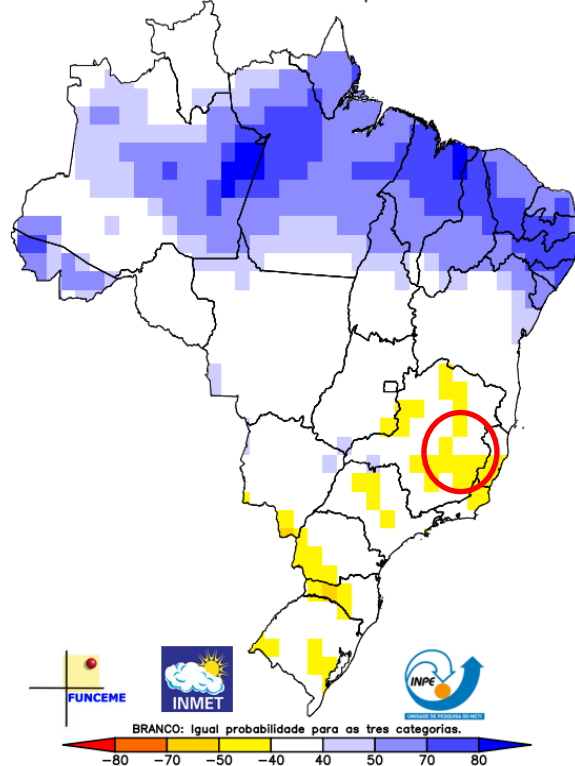 FUNCEME
INMET
INPE
UNIDADE DE PESQUISA DO MCTI
BRANCO: Igual probabilidade para as tres categorias.
−80 −70 −50 −40 40 50 70 80